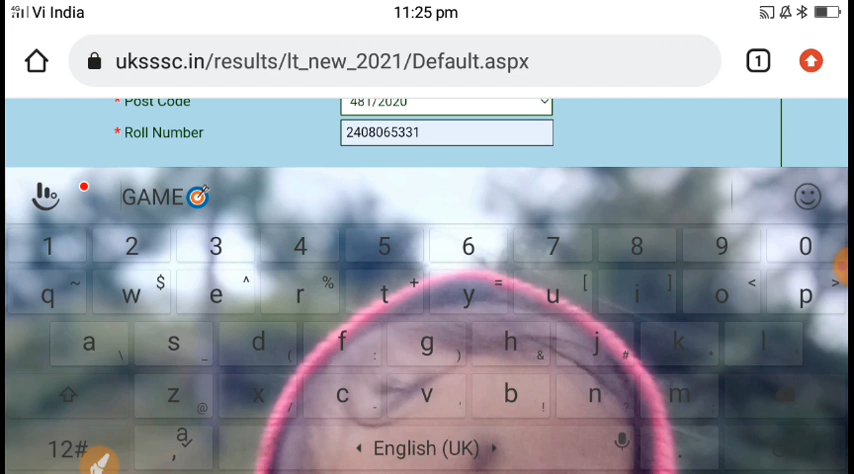 4G Vi India 11:25 pm
uksssc.in/results/lt_new_2021/Default.aspx 1
* Post Code 481/2020
* Roll Number 2408065331
GAME🎯
1 2 3 4 5 6 7 8 9 0
q ~ w $ e ^ r % t + y = u [ i ] o < p >
a \ s _ d ( f : g ) h & j # k * l
z @ x / c - v ' b ! n ? m
12# , English (UK) .